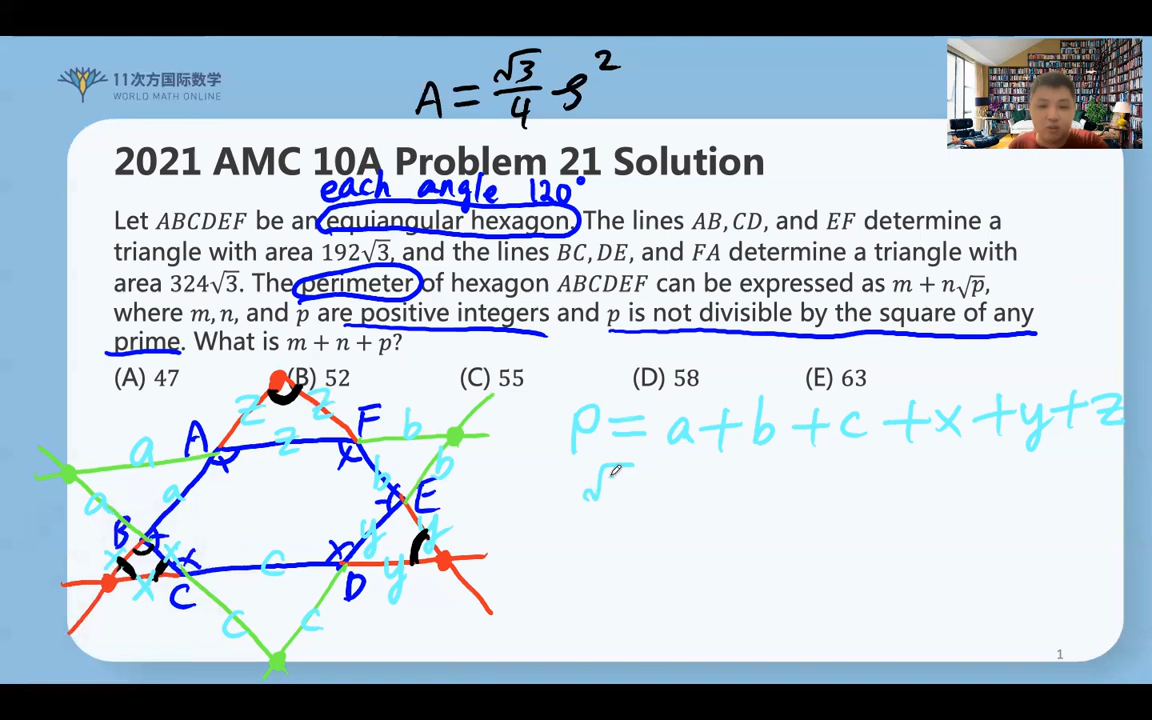 A = √3/4 s²
11次方国际数学
WORLD MATH ONLINE
2021 AMC 10A Problem 21 Solution
each angle 120°
Let ABCDEF be an equiangular hexagon. The lines AB, CD, and EF determine a
triangle with area 192√3, and the lines BC, DE, and FA determine a triangle with
area 324√3. The perimeter of hexagon ABCDEF can be expressed as m + n√p,
where m, n, and p are positive integers and p is not divisible by the square of any
prime. What is m + n + p?
(A) 47 (B) 52 (C) 55 (D) 58 (E) 63
P = a + b + c + x + y + z
√
z z
A F
a z b
a a b b
B E
x x x x y y
x x c x y
C D
c c
1